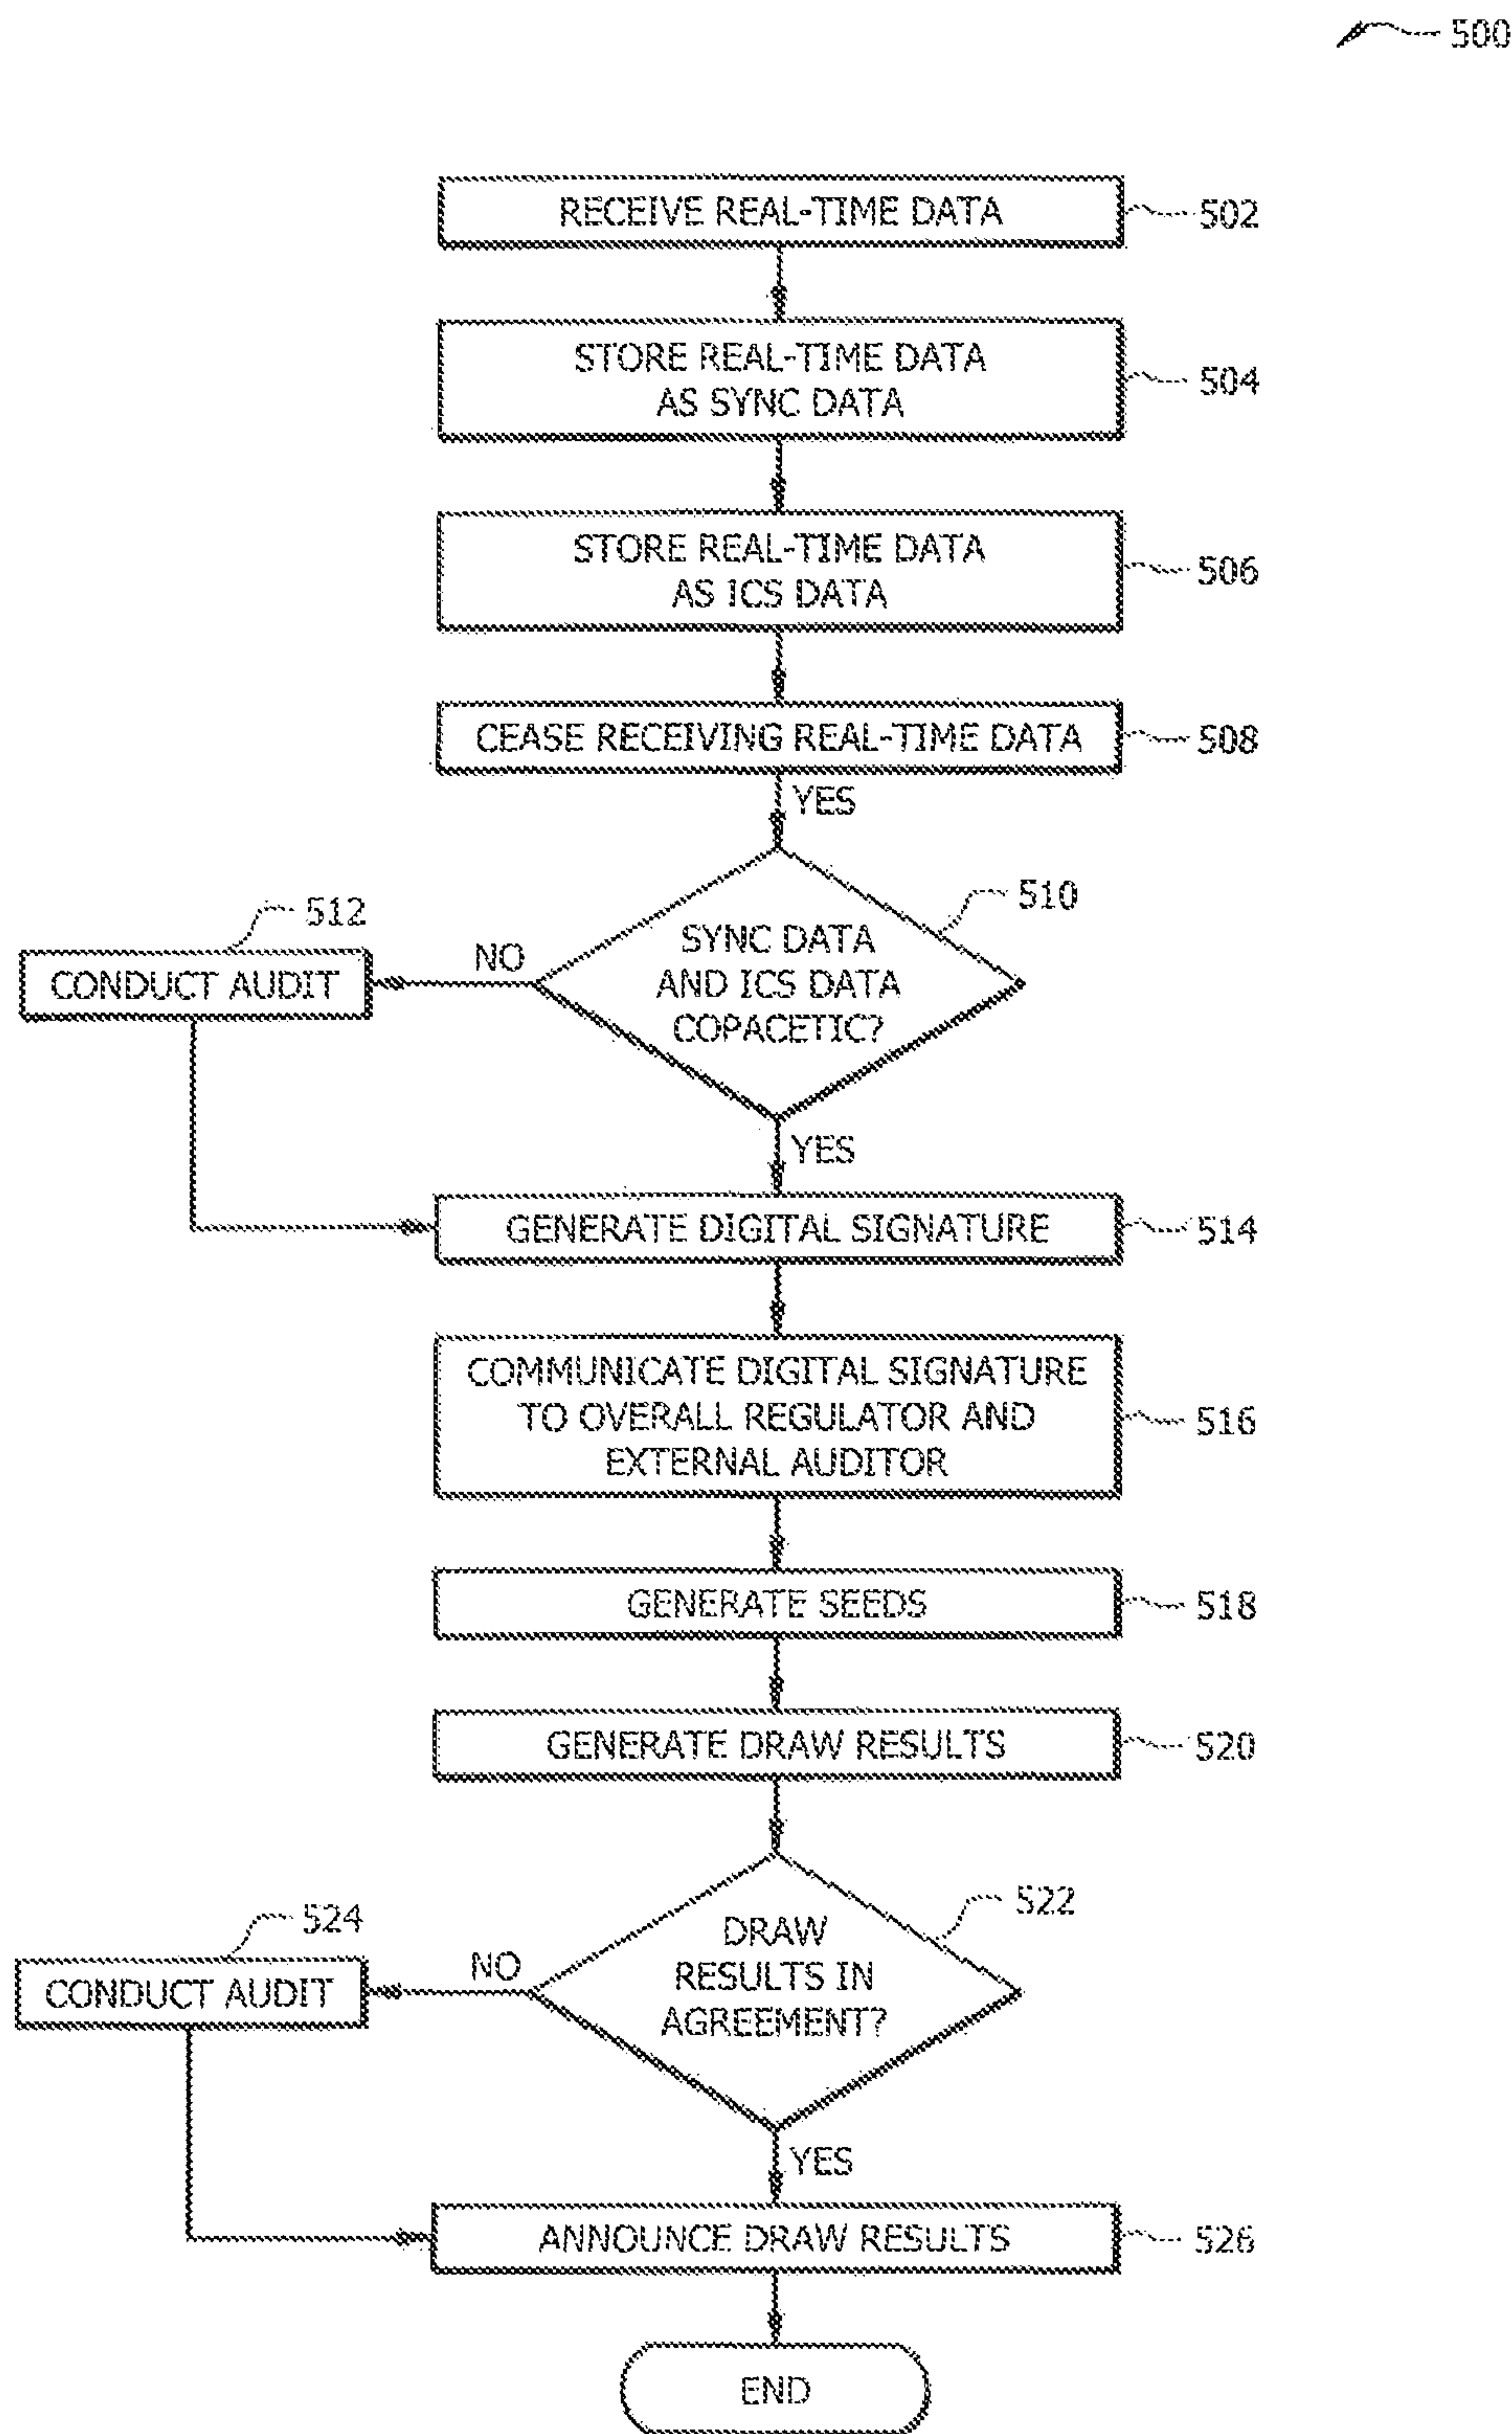 500
RECEIVE REAL-TIME DATA
502
STORE REAL-TIME DATA
AS SYNC DATA
504
STORE REAL-TIME DATA
AS ICS DATA
506
CEASE RECEIVING REAL-TIME DATA
508
YES
510
SYNC DATA
AND ICS DATA
COPACETIC?
NO
512
CONDUCT AUDIT
YES
GENERATE DIGITAL SIGNATURE
514
COMMUNICATE DIGITAL SIGNATURE
TO OVERALL REGULATOR AND
EXTERNAL AUDITOR
516
GENERATE SEEDS
518
GENERATE DRAW RESULTS
520
522
DRAW
RESULTS IN
AGREEMENT?
NO
524
CONDUCT AUDIT
YES
ANNOUNCE DRAW RESULTS
526
END